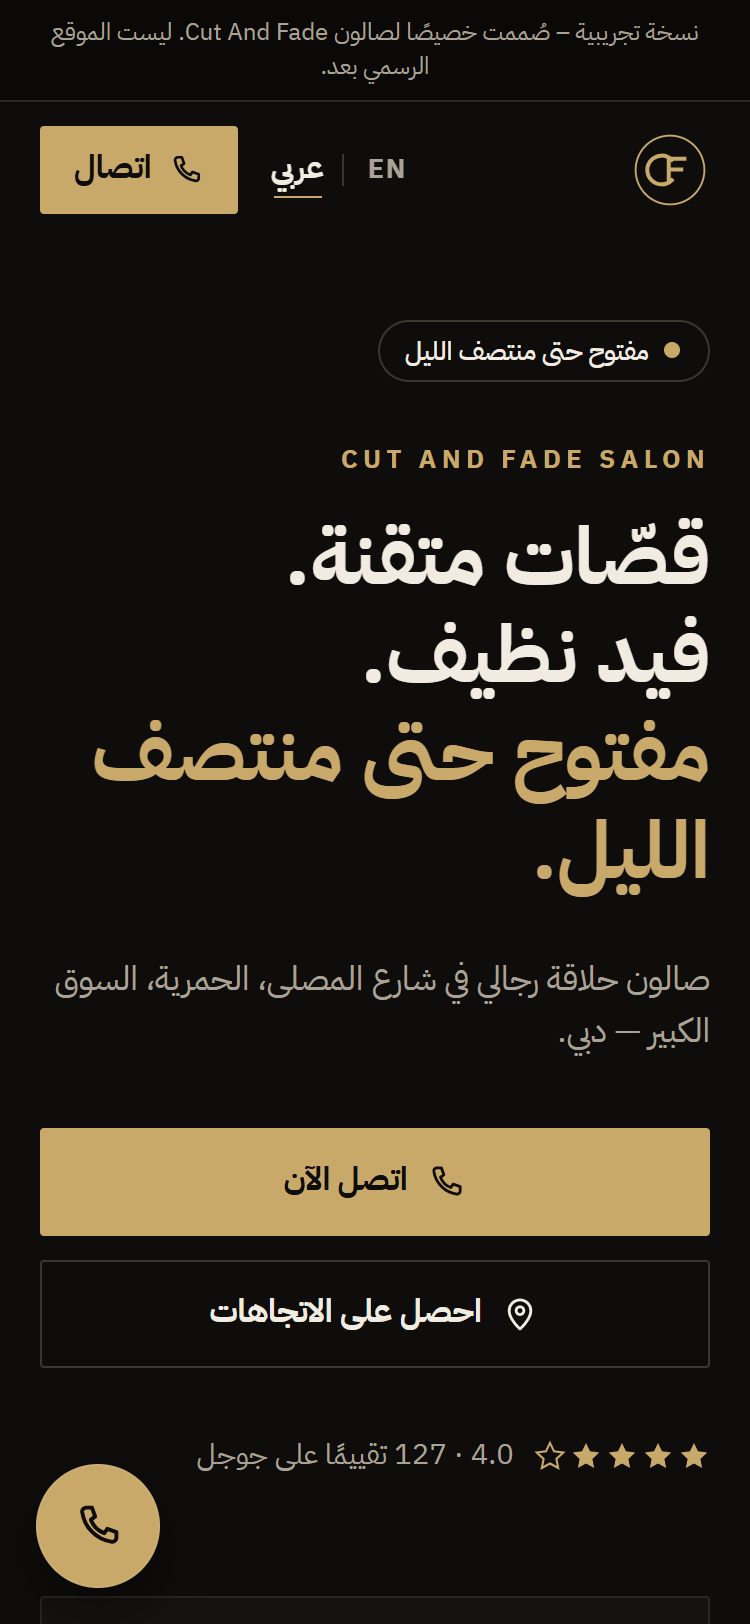 نسخة تجريبية – صُممت خصيصًا لصالون Cut And Fade. ليست الموقع
الرسمي بعد.
CF
EN
عربي
اتصال
مفتوح حتى منتصف الليل
CUT AND FADE SALON
قصّات متقنة.
فيد نظيف.
مفتوح حتى منتصف
الليل.
صالون حلاقة رجالي في شارع المصلى، الحمرية، السوق
الكبير — دبي.
اتصل الآن
احصل على الاتجاهات
4.0 · 127 تقييمًا على جوجل